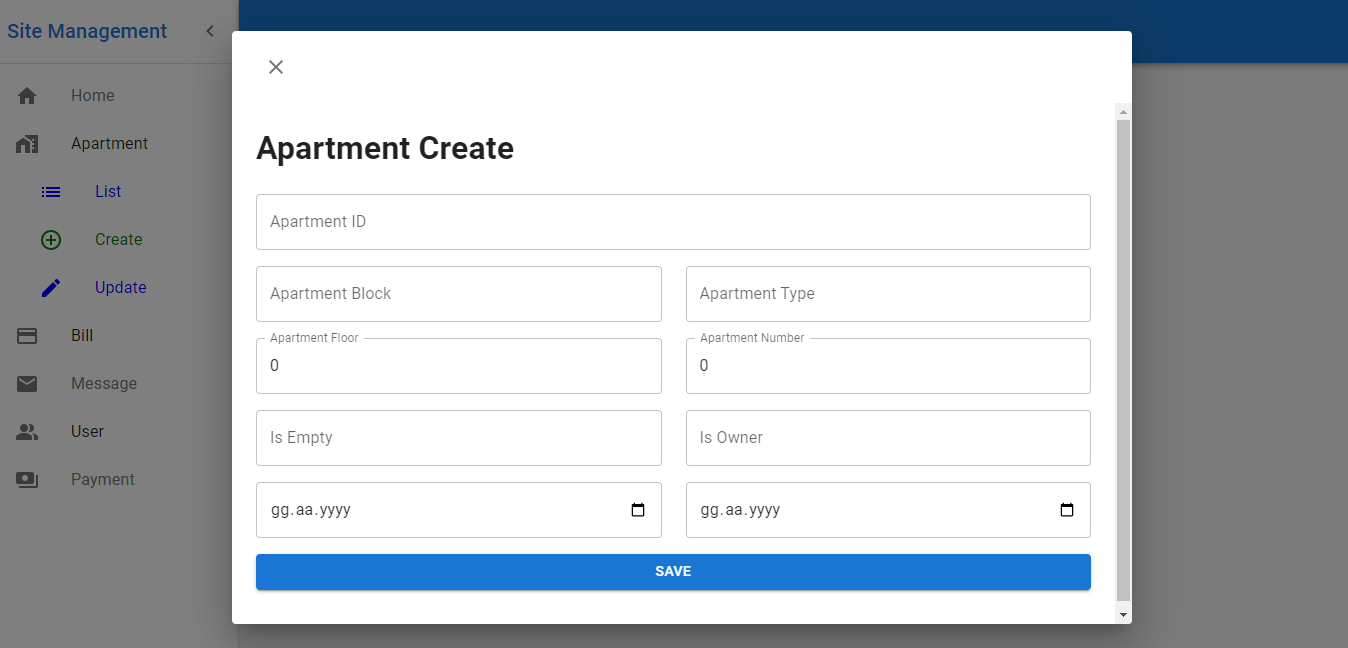 Site Management
Home
Apartment
List
Create
Update
Bill
Message
User
Payment
Apartment Create
Apartment ID
Apartment Block
Apartment Type
Apartment Floor
0
Apartment Number
0
Is Empty
Is Owner
gg.aa.yyyy
gg.aa.yyyy
SAVE